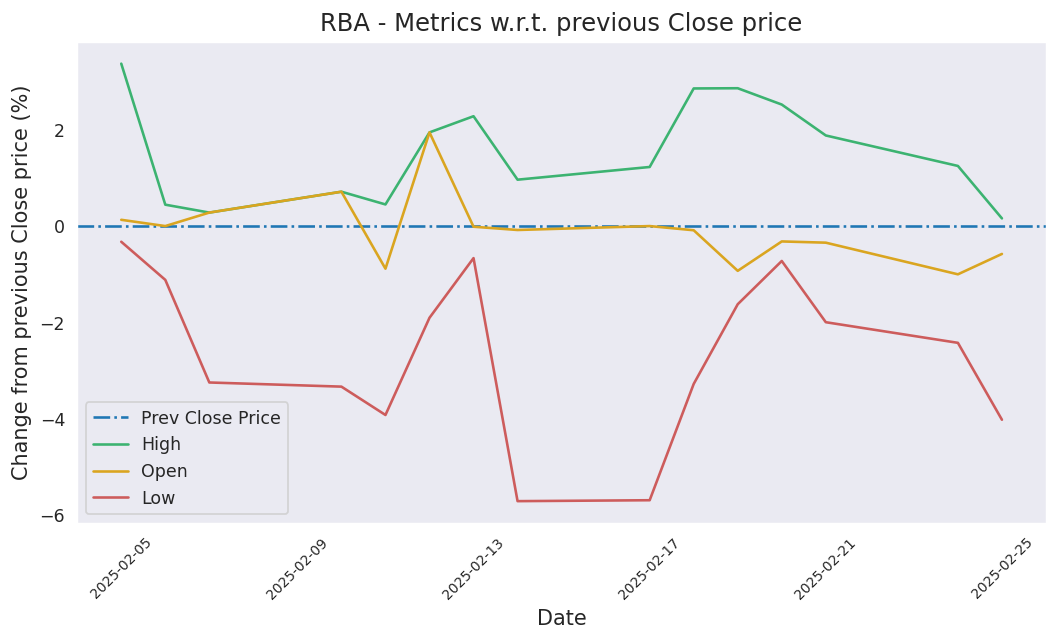 RBA - Metrics w.r.t. previous Close price
Change from previous Close price (%)
2
0
−2
−4
−6
Prev Close Price
High
Open
Low
2025-02-05
2025-02-09
2025-02-13
2025-02-17
2025-02-21
2025-02-25
Date